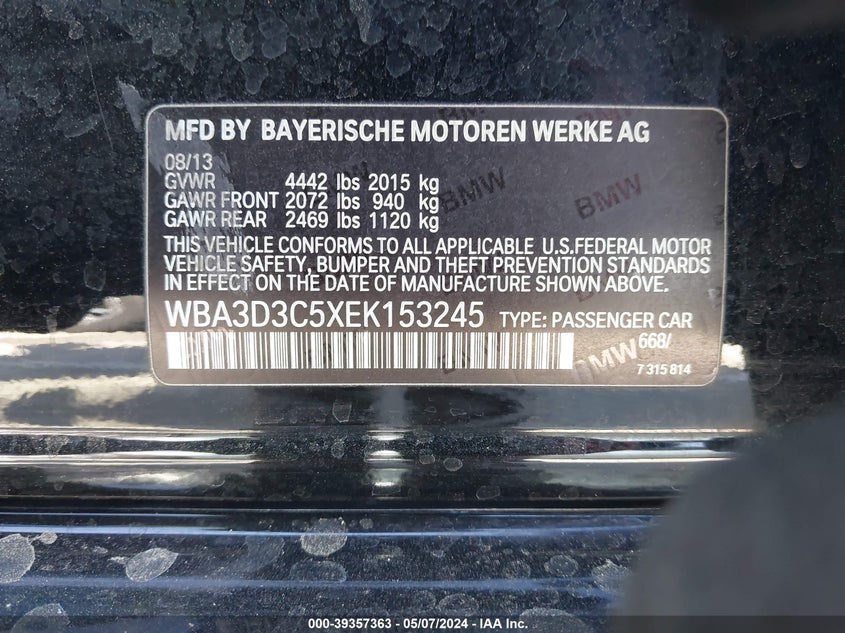 MFD BY BAYERISCHE MOTOREN WERKE AG
08/13
GVWR 4442 lbs 2015 kg
GAWR FRONT 2072 lbs 940 kg
GAWR REAR 2469 lbs 1120 kg
THIS VEHICLE CONFORMS TO ALL APPLICABLE U.S.FEDERAL MOTOR
VEHICLE SAFETY, BUMPER AND THEFT PREVENTION STANDARDS
IN EFFECT ON THE DATE OF MANUFACTURE SHOWN ABOVE.
WBA3D3C5XEK153245 TYPE: PASSENGER CAR
668/
7 315 814
BMW
BMW
BMW
000-39357363 - 05/07/2024 - IAA Inc.